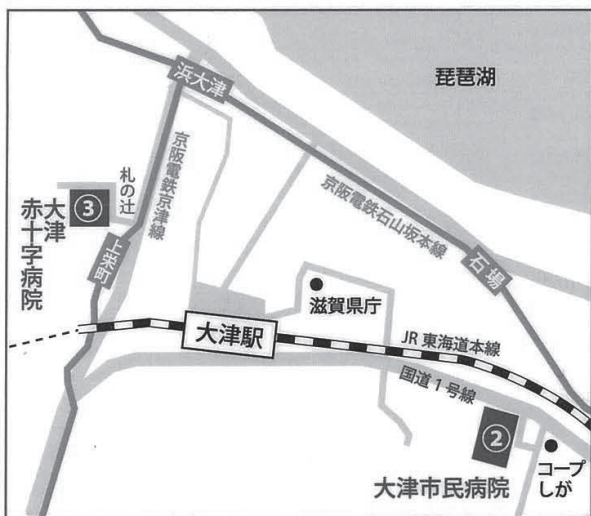 琵琶湖
浜大津
京阪電鉄京津線
京阪電鉄石山坂本線
札の辻
③
大津
赤十字病院
上栄町
石場
滋賀県庁
大津駅
JR東海道本線
国道1号線
②
大津市民病院
コープ
しが